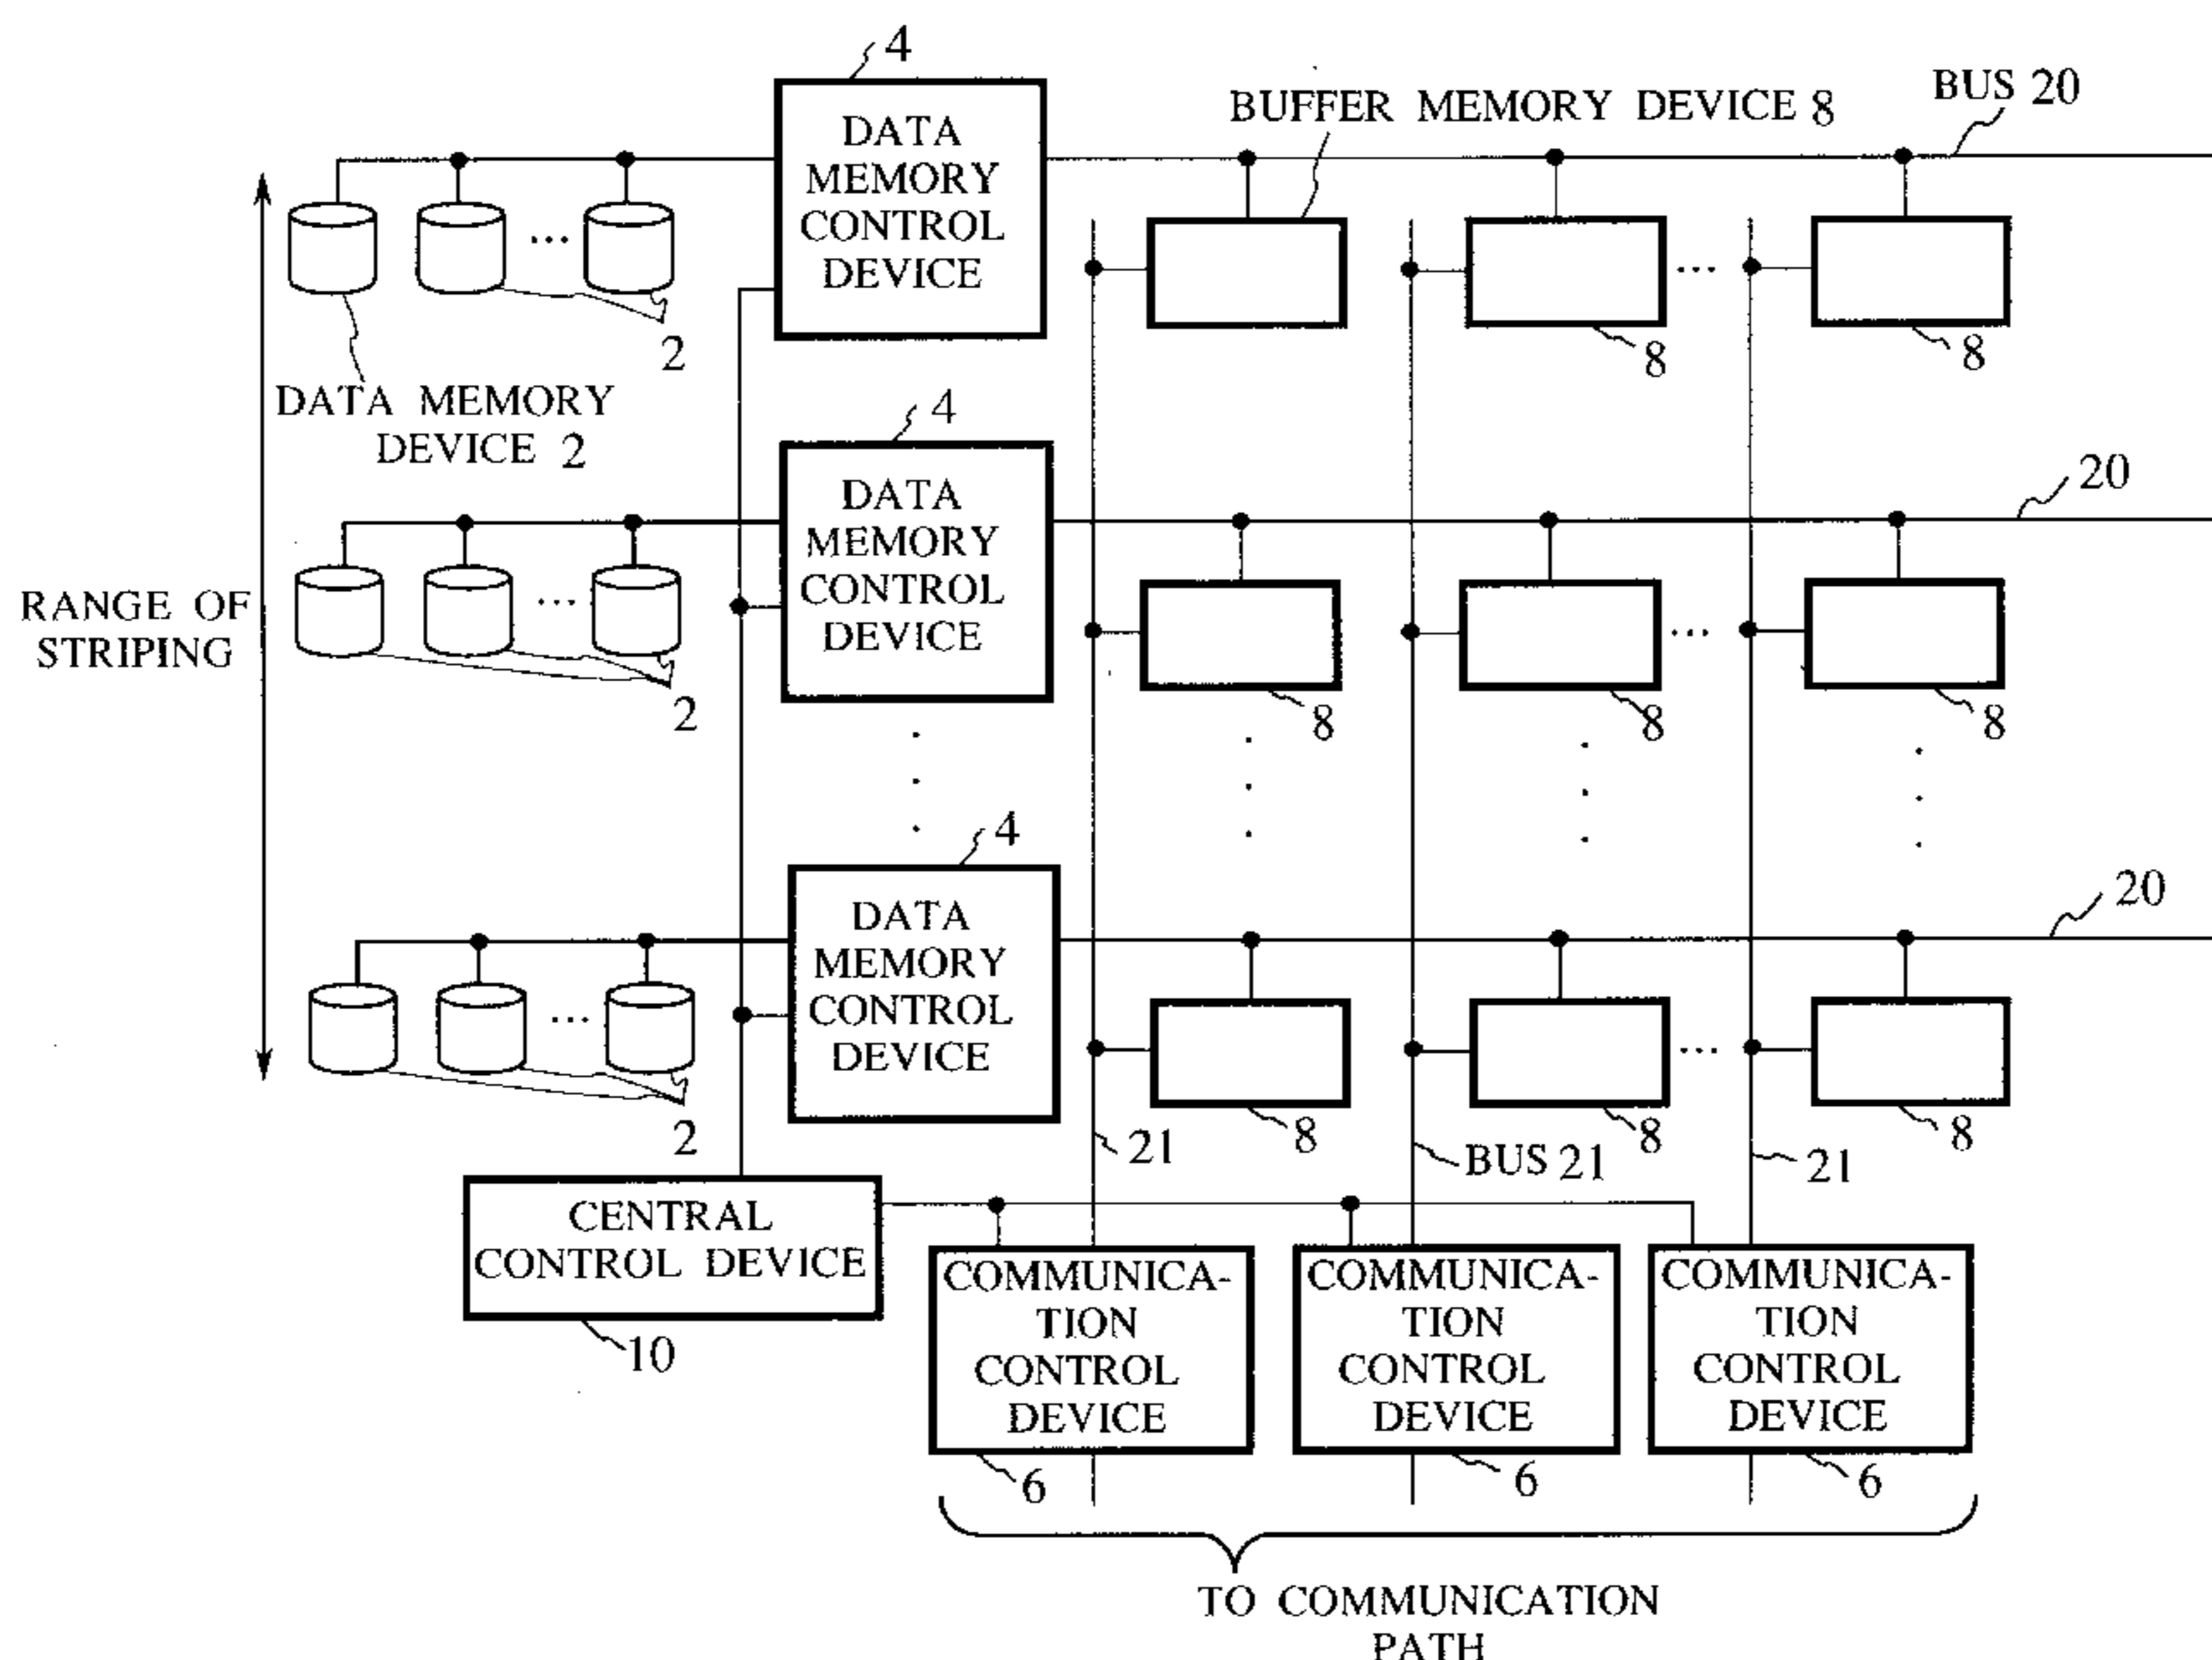 4
BUFFER MEMORY DEVICE 8
BUS 20
DATA
MEMORY
CONTROL
DEVICE
...
...
2
8
8
DATA MEMORY
DEVICE 2
4
20
DATA
MEMORY
CONTROL
DEVICE
...
...
RANGE OF
STRIPING
2
8
8
8
4
20
DATA
MEMORY
CONTROL
DEVICE
...
...
2
8
8
8
21
BUS 21
21
CENTRAL
CONTROL DEVICE
10
COMMUNICA-
TION
CONTROL
DEVICE
COMMUNICA-
TION
CONTROL
DEVICE
COMMUNICA-
TION
CONTROL
DEVICE
6
6
6
TO COMMUNICATION
PATH